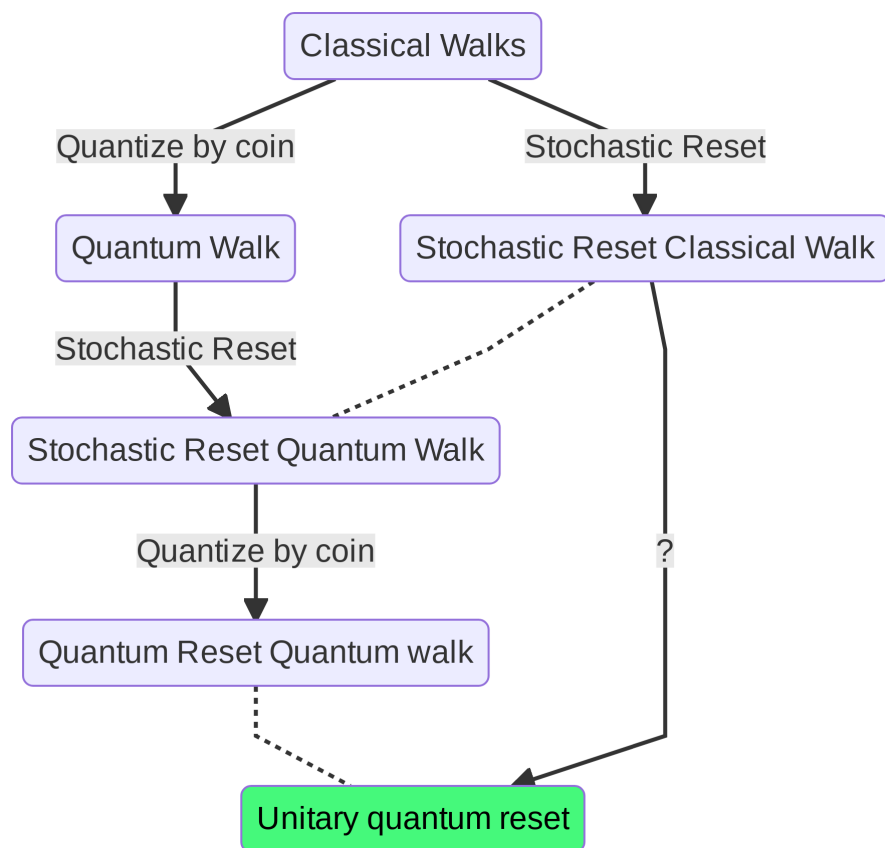 Classical Walks
Quantize by coin
Stochastic Reset
Quantum Walk
Stochastic Reset Classical Walk
Stochastic Reset
Stochastic Reset Quantum Walk
Quantize by coin
?
Quantum Reset Quantum walk
Unitary quantum reset